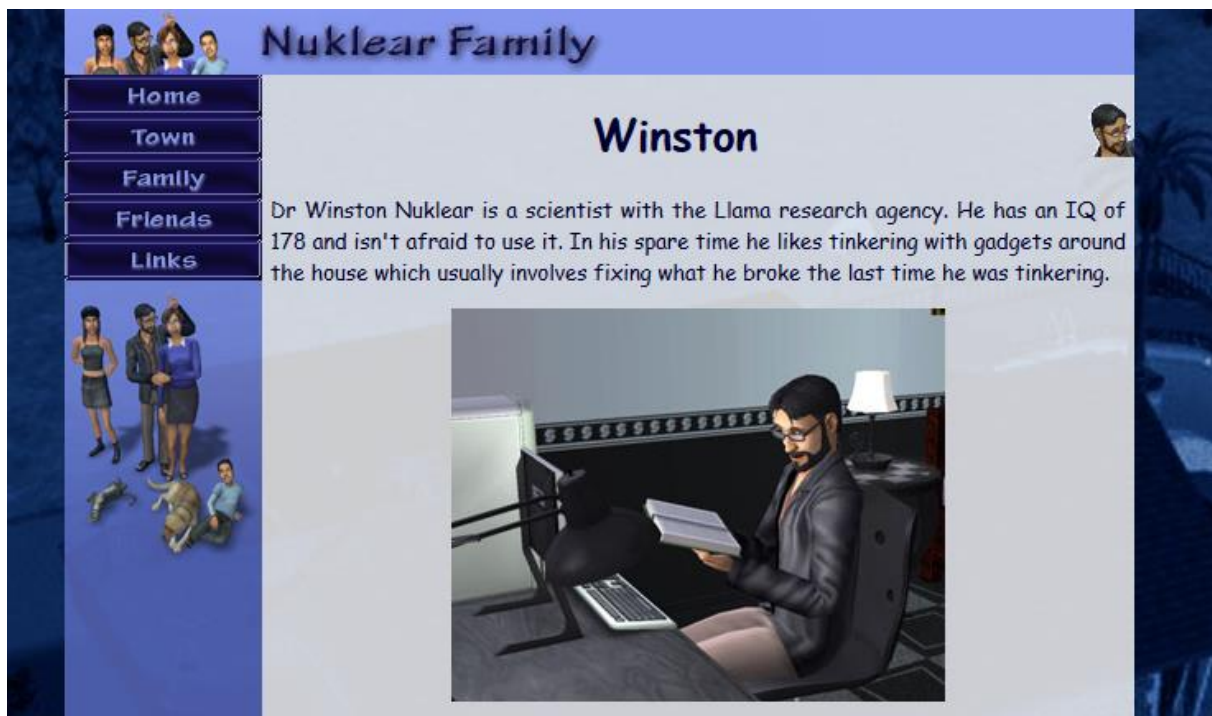 Nuklear Family
Home
Town
Family
Friends
Links
Winston
Dr Winston Nuklear is a scientist with the Llama research agency. He has an IQ of
178 and isn't afraid to use it. In his spare time he likes tinkering with gadgets around
the house which usually involves fixing what he broke the last time he was tinkering.